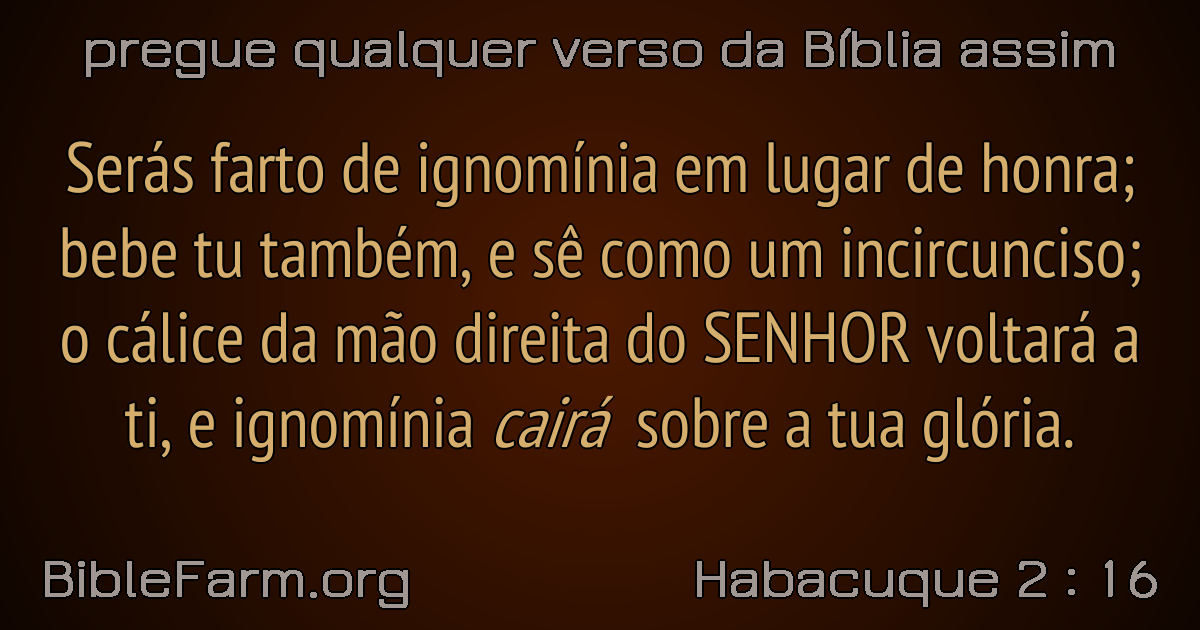 pregue qualquer verso da Bíblia assim
Serás farto de ignomínia em lugar de honra;
bebe tu também, e sê como um incircunciso;
o cálice da mão direita do SENHOR voltará a
ti, e ignomínia cairá sobre a tua glória.
BibleFarm.org
Habacuque 2 : 16